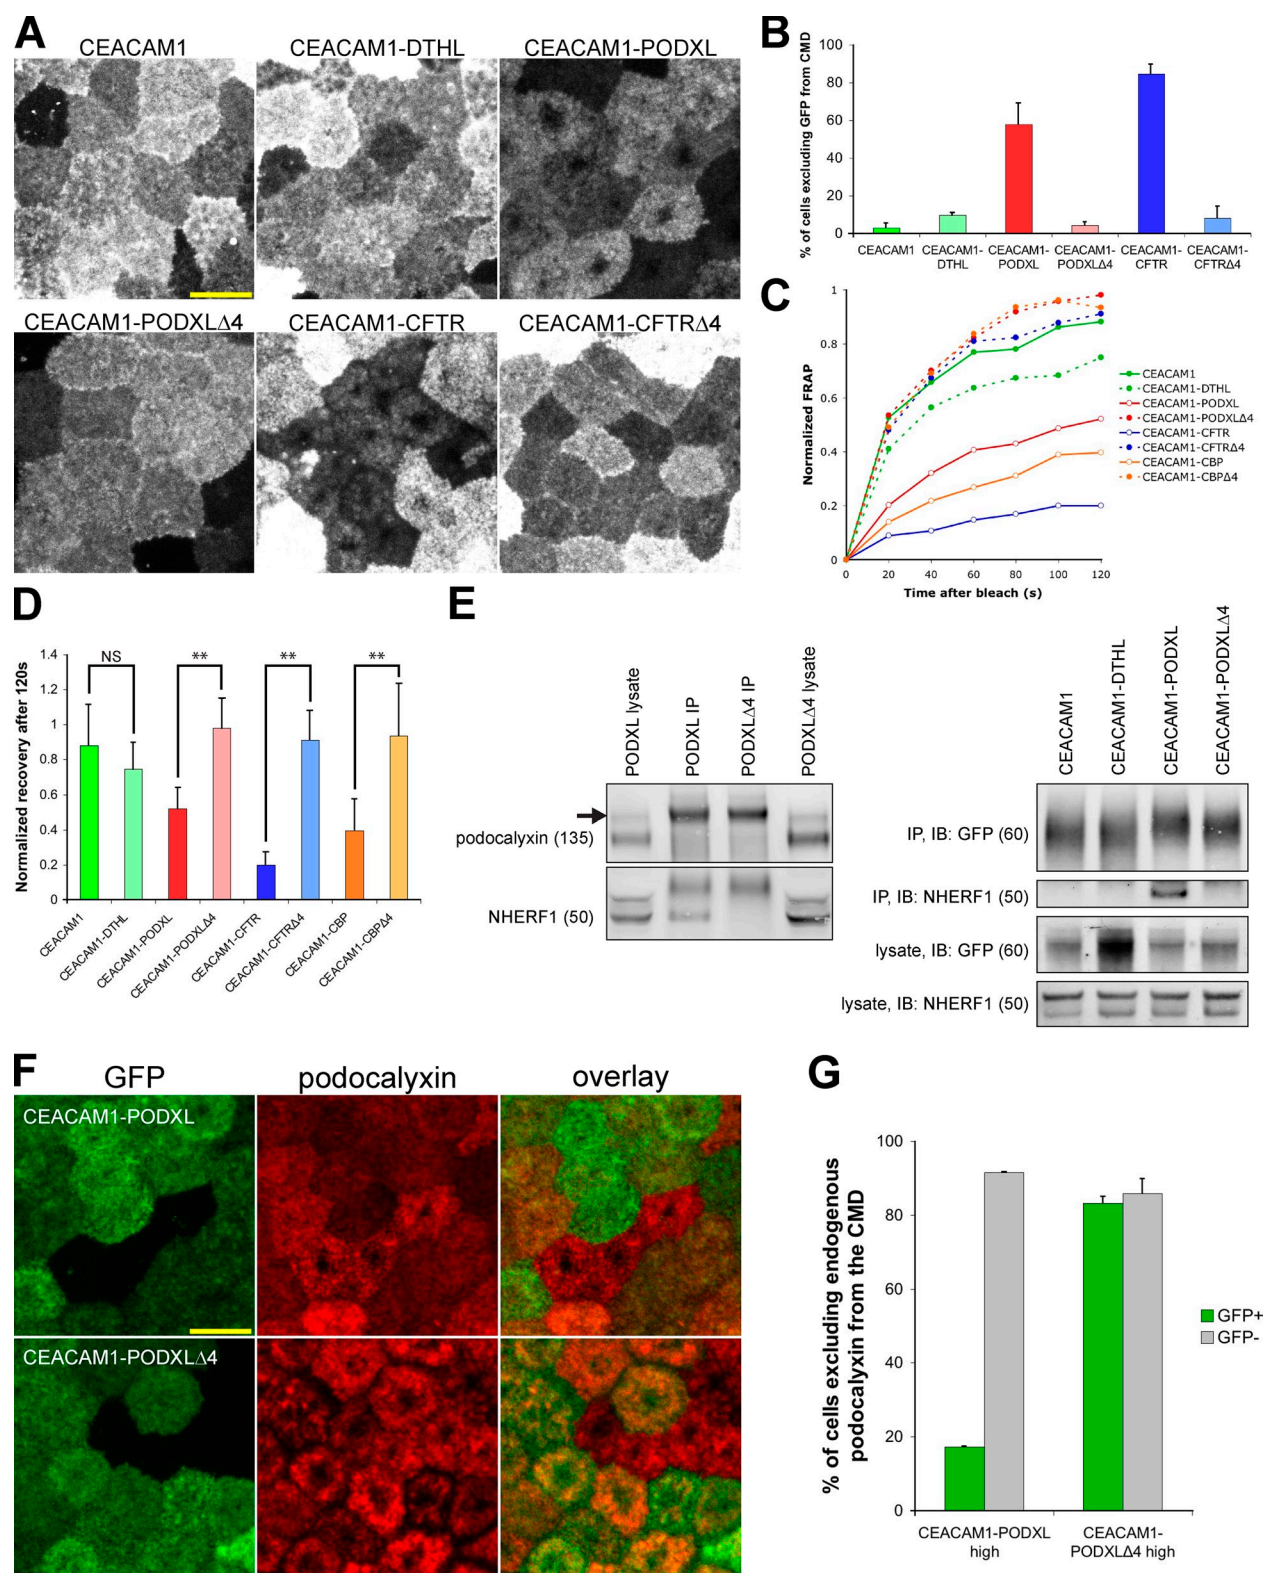 A
CEACAM1
CEACAM1-DTHL
CEACAM1-PODXL
CEACAM1-PODXLΔ4
CEACAM1-CFTR
CEACAM1-CFTRΔ4
B
% of cells excluding GFP from CMD
100
80
60
40
20
0
CEACAM1
CEACAM1-
DTHL
CEACAM1-
PODXL
CEACAM1-
PODXLΔ4
CEACAM1-
CFTR
CEACAM1-
CFTRΔ4
C
Normalized FRAP
1
0.8
0.6
0.4
0.2
0
0 20 40 60 80 100 120
Time after bleach (s)
CEACAM1
CEACAM1-DTHL
CEACAM1-PODXL
CEACAM1-PODXLΔ4
CEACAM1-CFTR
CEACAM1-CFTRΔ4
CEACAM1-CBP
CEACAM1-CBPΔ4
D
Normalized recovery after 120s
1.4
1.2
1
0.8
0.6
0.4
0.2
0
NS
**
**
**
CEACAM1
CEACAM1-DTHL
CEACAM1-PODXL
CEACAM1-PODXLΔ4
CEACAM1-CFTR
CEACAM1-CFTRΔ4
CEACAM1-CBP
CEACAM1-CBPΔ4
E
PODXL lysate
PODXL IP
PODXLΔ4 IP
PODXLΔ4 lysate
podocalyxin (135)
NHERF1 (50)
CEACAM1
CEACAM1-DTHL
CEACAM1-PODXL
CEACAM1-PODXLΔ4
IP, IB: GFP (60)
IP, IB: NHERF1 (50)
lysate, IB: GFP (60)
lysate, IB: NHERF1 (50)
F
GFP
podocalyxin
overlay
CEACAM1-PODXL
CEACAM1-PODXLΔ4
G
% of cells excluding endogenous
podocalyxin from the CMD
100
80
60
40
20
0
CEACAM1-PODXL
high
CEACAM1-
PODXLΔ4 high
GFP+
GFP-